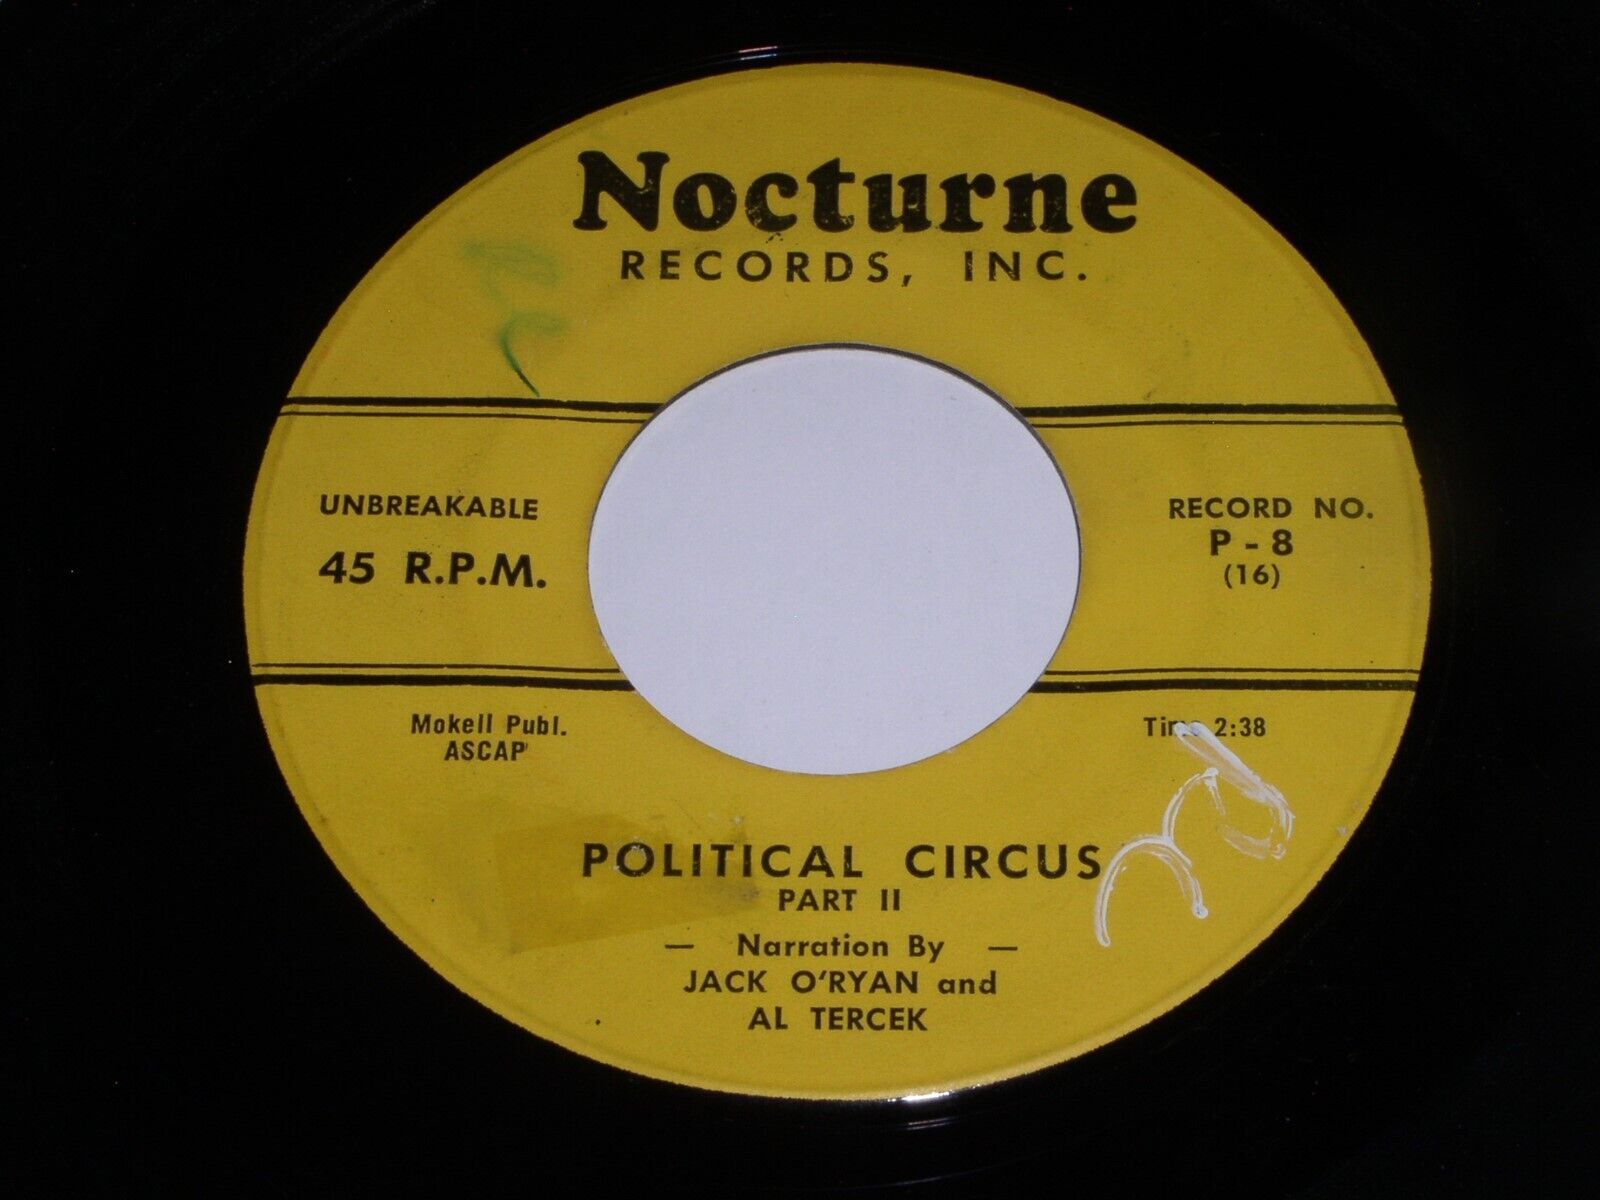 Nocturne
RECORDS, INC.
UNBREAKABLE
45 R.P.M.
RECORD NO.
P - 8
(16)
Mokell Publ.
ASCAP
Time 2:38
POLITICAL CIRCUS
PART II
— Narration By —
JACK O'RYAN and
AL TERCEK